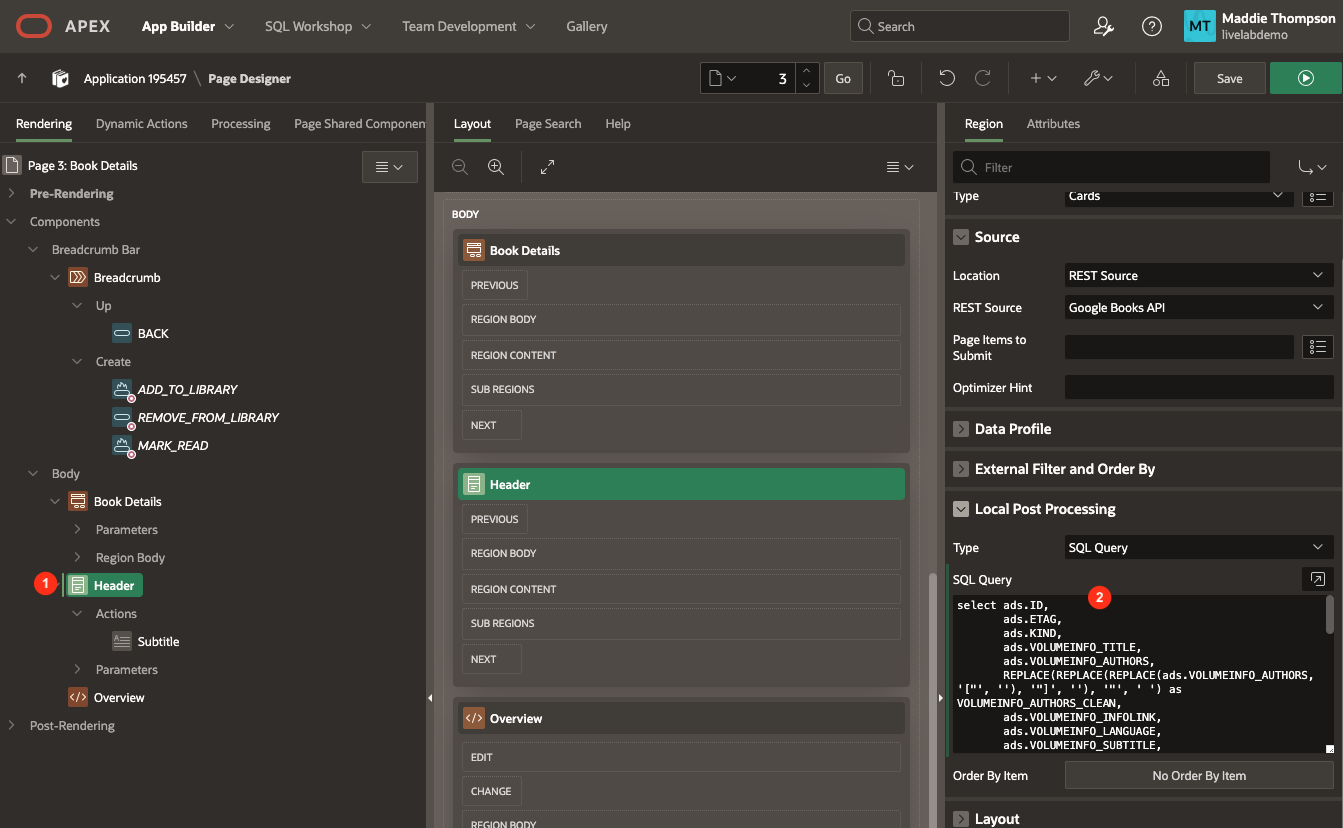 APEX
App Builder
SQL Workshop
Team Development
Gallery
Search
MT
Maddie Thompson
livelabdemo
Application 195457 \ Page Designer
3
Go
Save
Rendering
Dynamic Actions
Processing
Page Shared Componen
Page 3: Book Details
Pre-Rendering
Components
Breadcrumb Bar
Breadcrumb
Up
BACK
Create
ADD_TO_LIBRARY
REMOVE_FROM_LIBRARY
MARK_READ
Body
Book Details
Parameters
Region Body
1
Header
Actions
Subtitle
Parameters
Overview
Post-Rendering
Layout
Page Search
Help
BODY
Book Details
PREVIOUS
REGION BODY
REGION CONTENT
SUB REGIONS
NEXT
Header
PREVIOUS
REGION BODY
REGION CONTENT
SUB REGIONS
NEXT
Overview
EDIT
CHANGE
REGION BODY
Region
Attributes
Filter
Type
Cards
Source
Location
REST Source
REST Source
Google Books API
Page Items to
Submit
Optimizer Hint
Data Profile
External Filter and Order By
Local Post Processing
Type
SQL Query
SQL Query
2
select ads.ID,
ads.ETAG,
ads.KIND,
ads.VOLUMEINFO_TITLE,
ads.VOLUMEINFO_AUTHORS,
REPLACE(REPLACE(REPLACE(ads.VOLUMEINFO_AUTHORS,
'["', ''), '"]', ''), '"', ' ') as
VOLUMEINFO_AUTHORS_CLEAN,
ads.VOLUMEINFO_INFOLINK,
ads.VOLUMEINFO_LANGUAGE,
ads.VOLUMEINFO_SUBTITLE,
Order By Item
No Order By Item
Layout